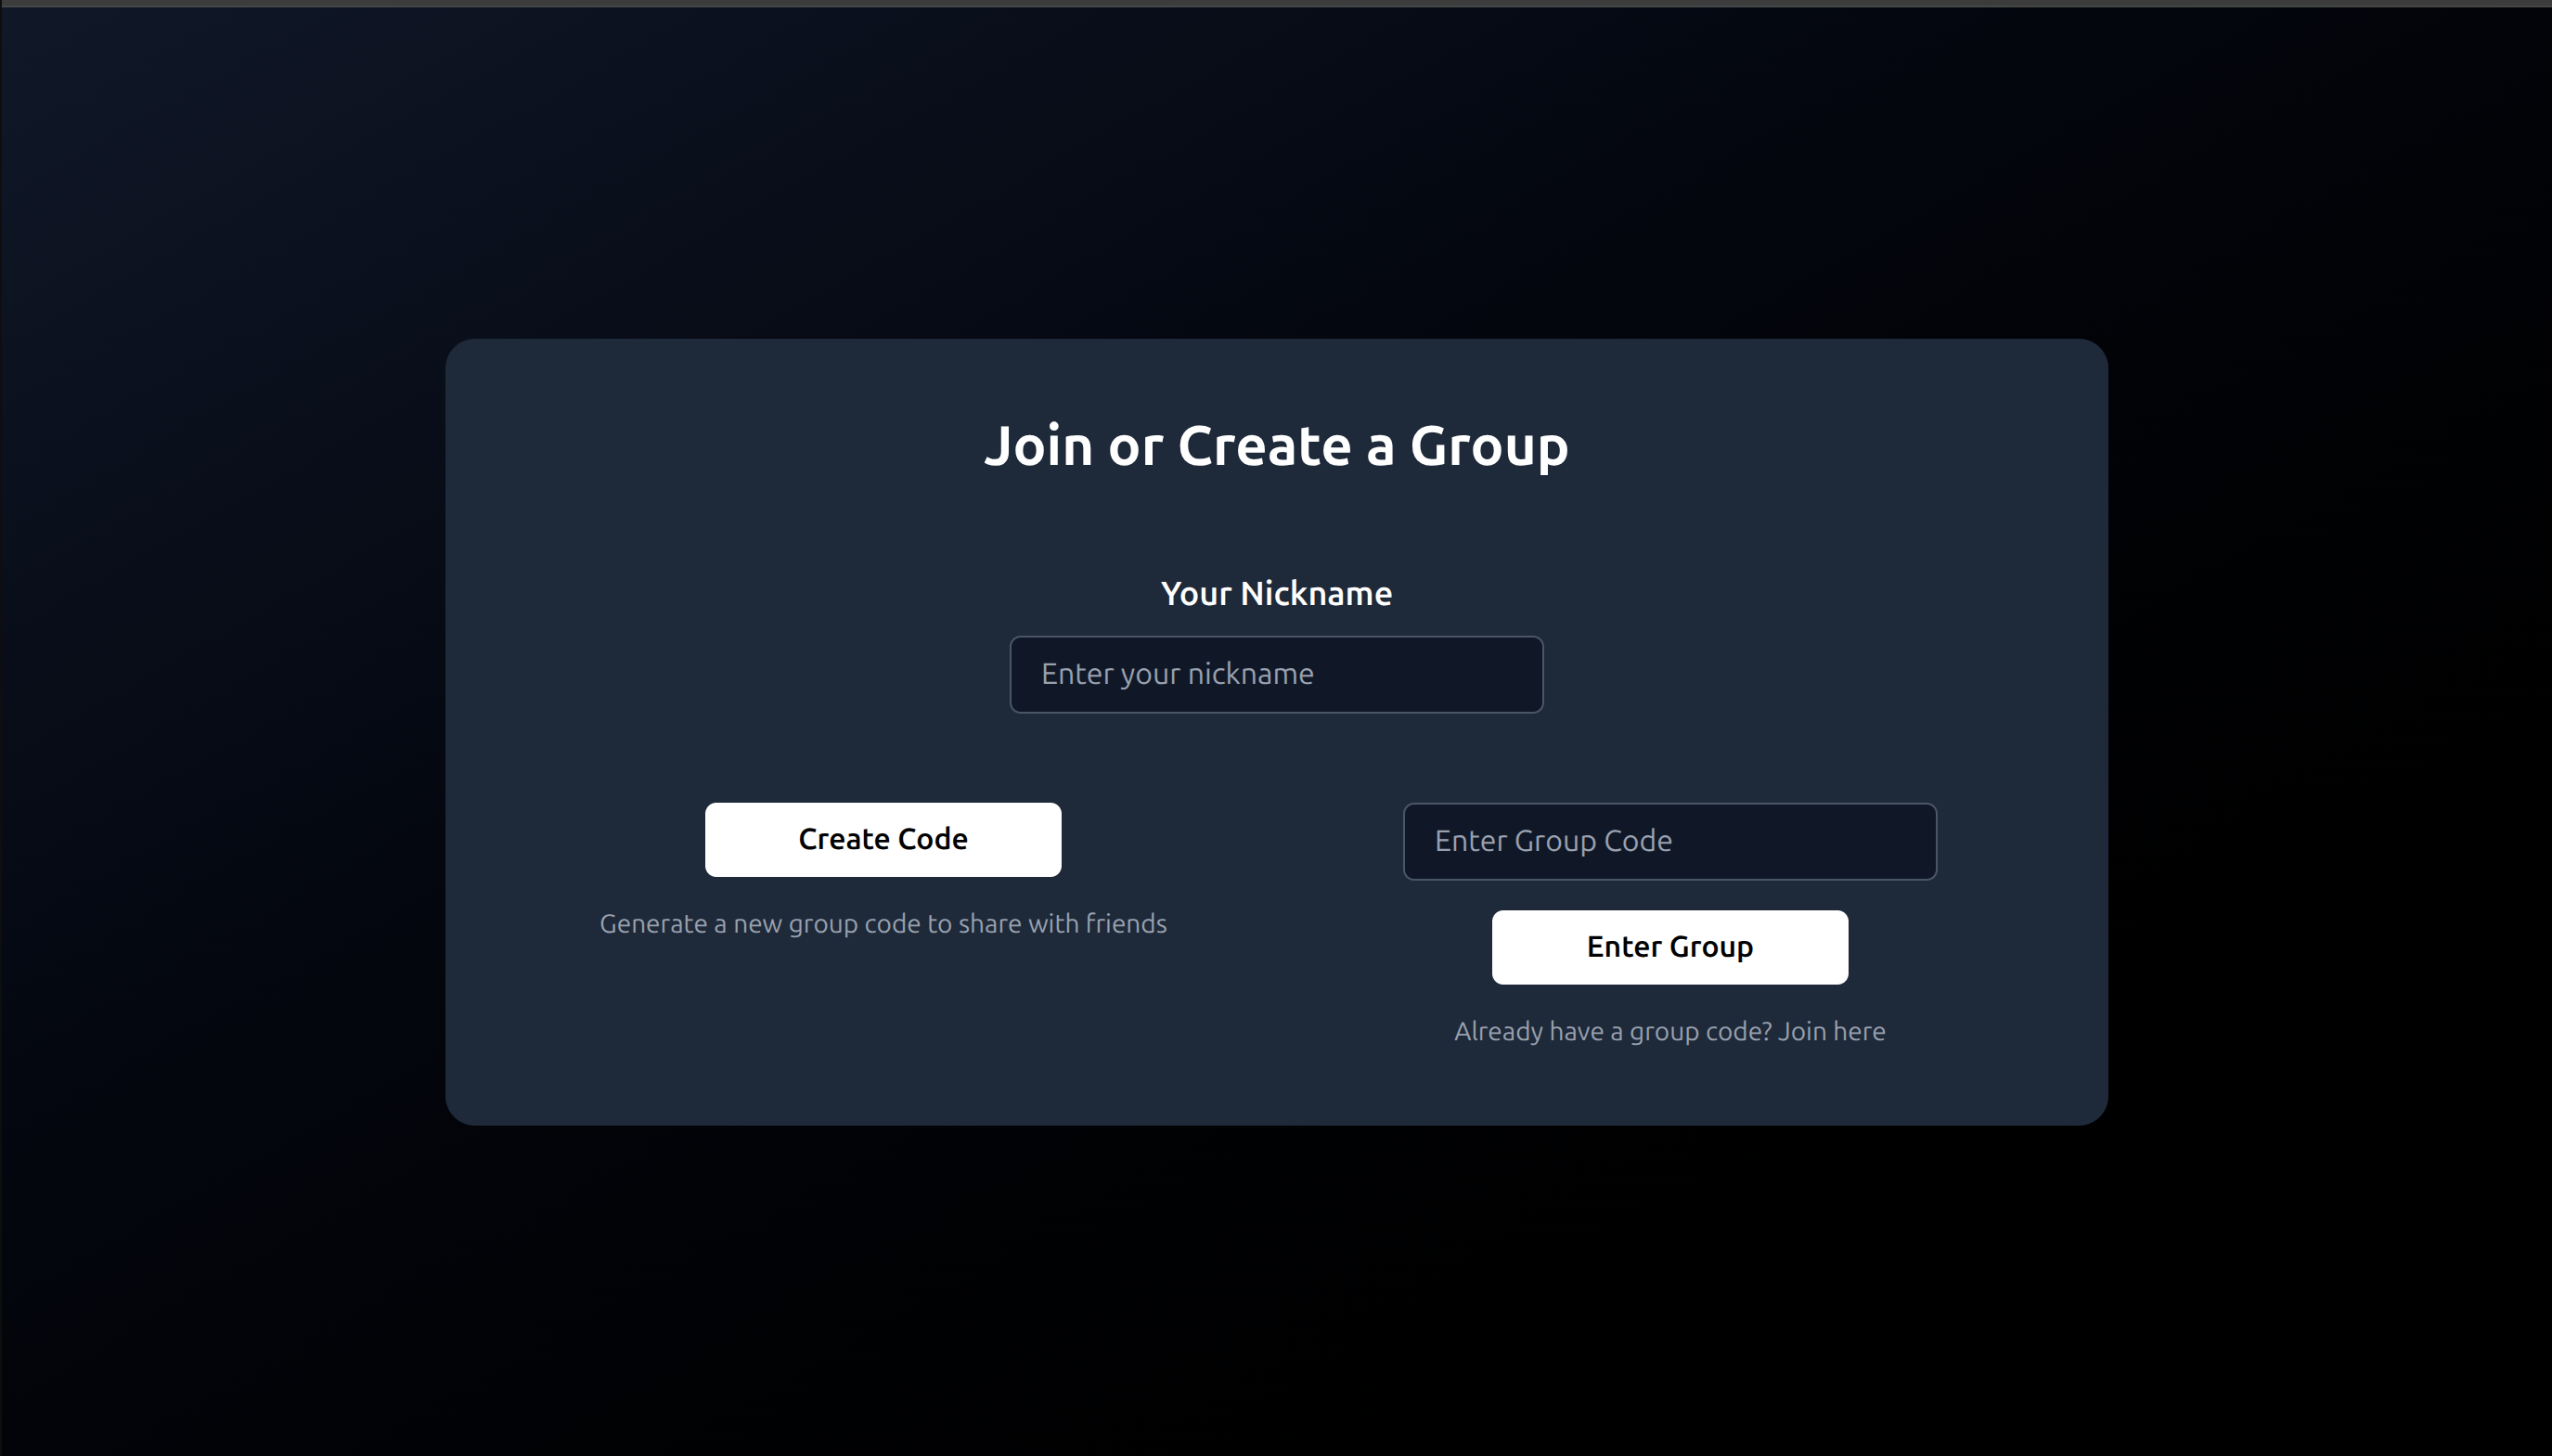 Join or Create a Group
Your Nickname
Enter your nickname
Create Code
Generate a new group code to share with friends
Enter Group Code
Enter Group
Already have a group code? Join here